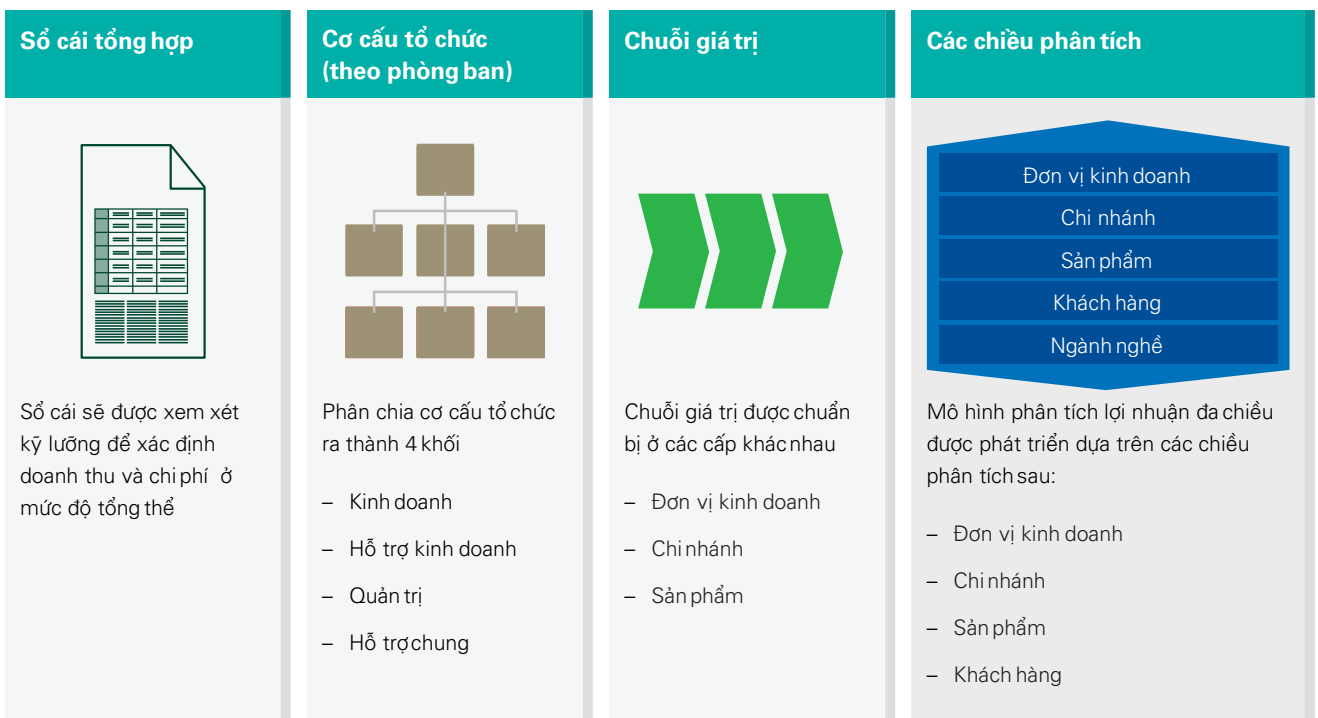 Sổ cái tổng hợp
Sổ cái sẽ được xem xét
kỹ lưỡng để xác định
doanh thu và chi phí ở
mức độ tổng thể
Cơ cấu tổ chức
(theo phòng ban)
Phân chia cơ cấu tổ chức
ra thành 4 khối
– Kinh doanh
– Hỗ trợ kinh doanh
– Quản trị
– Hỗ trợ chung
Chuỗi giá trị
Chuỗi giá trị được chuẩn
bị ở các cấp khác nhau
– Đơn vị kinh doanh
– Chi nhánh
– Sản phẩm
Các chiều phân tích
Đơn vị kinh doanh
Chi nhánh
Sản phẩm
Khách hàng
Ngành nghề
Mô hình phân tích lợi nhuận đa chiều
được phát triển dựa trên các chiều
phân tích sau:
– Đơn vị kinh doanh
– Chi nhánh
– Sản phẩm
– Khách hàng